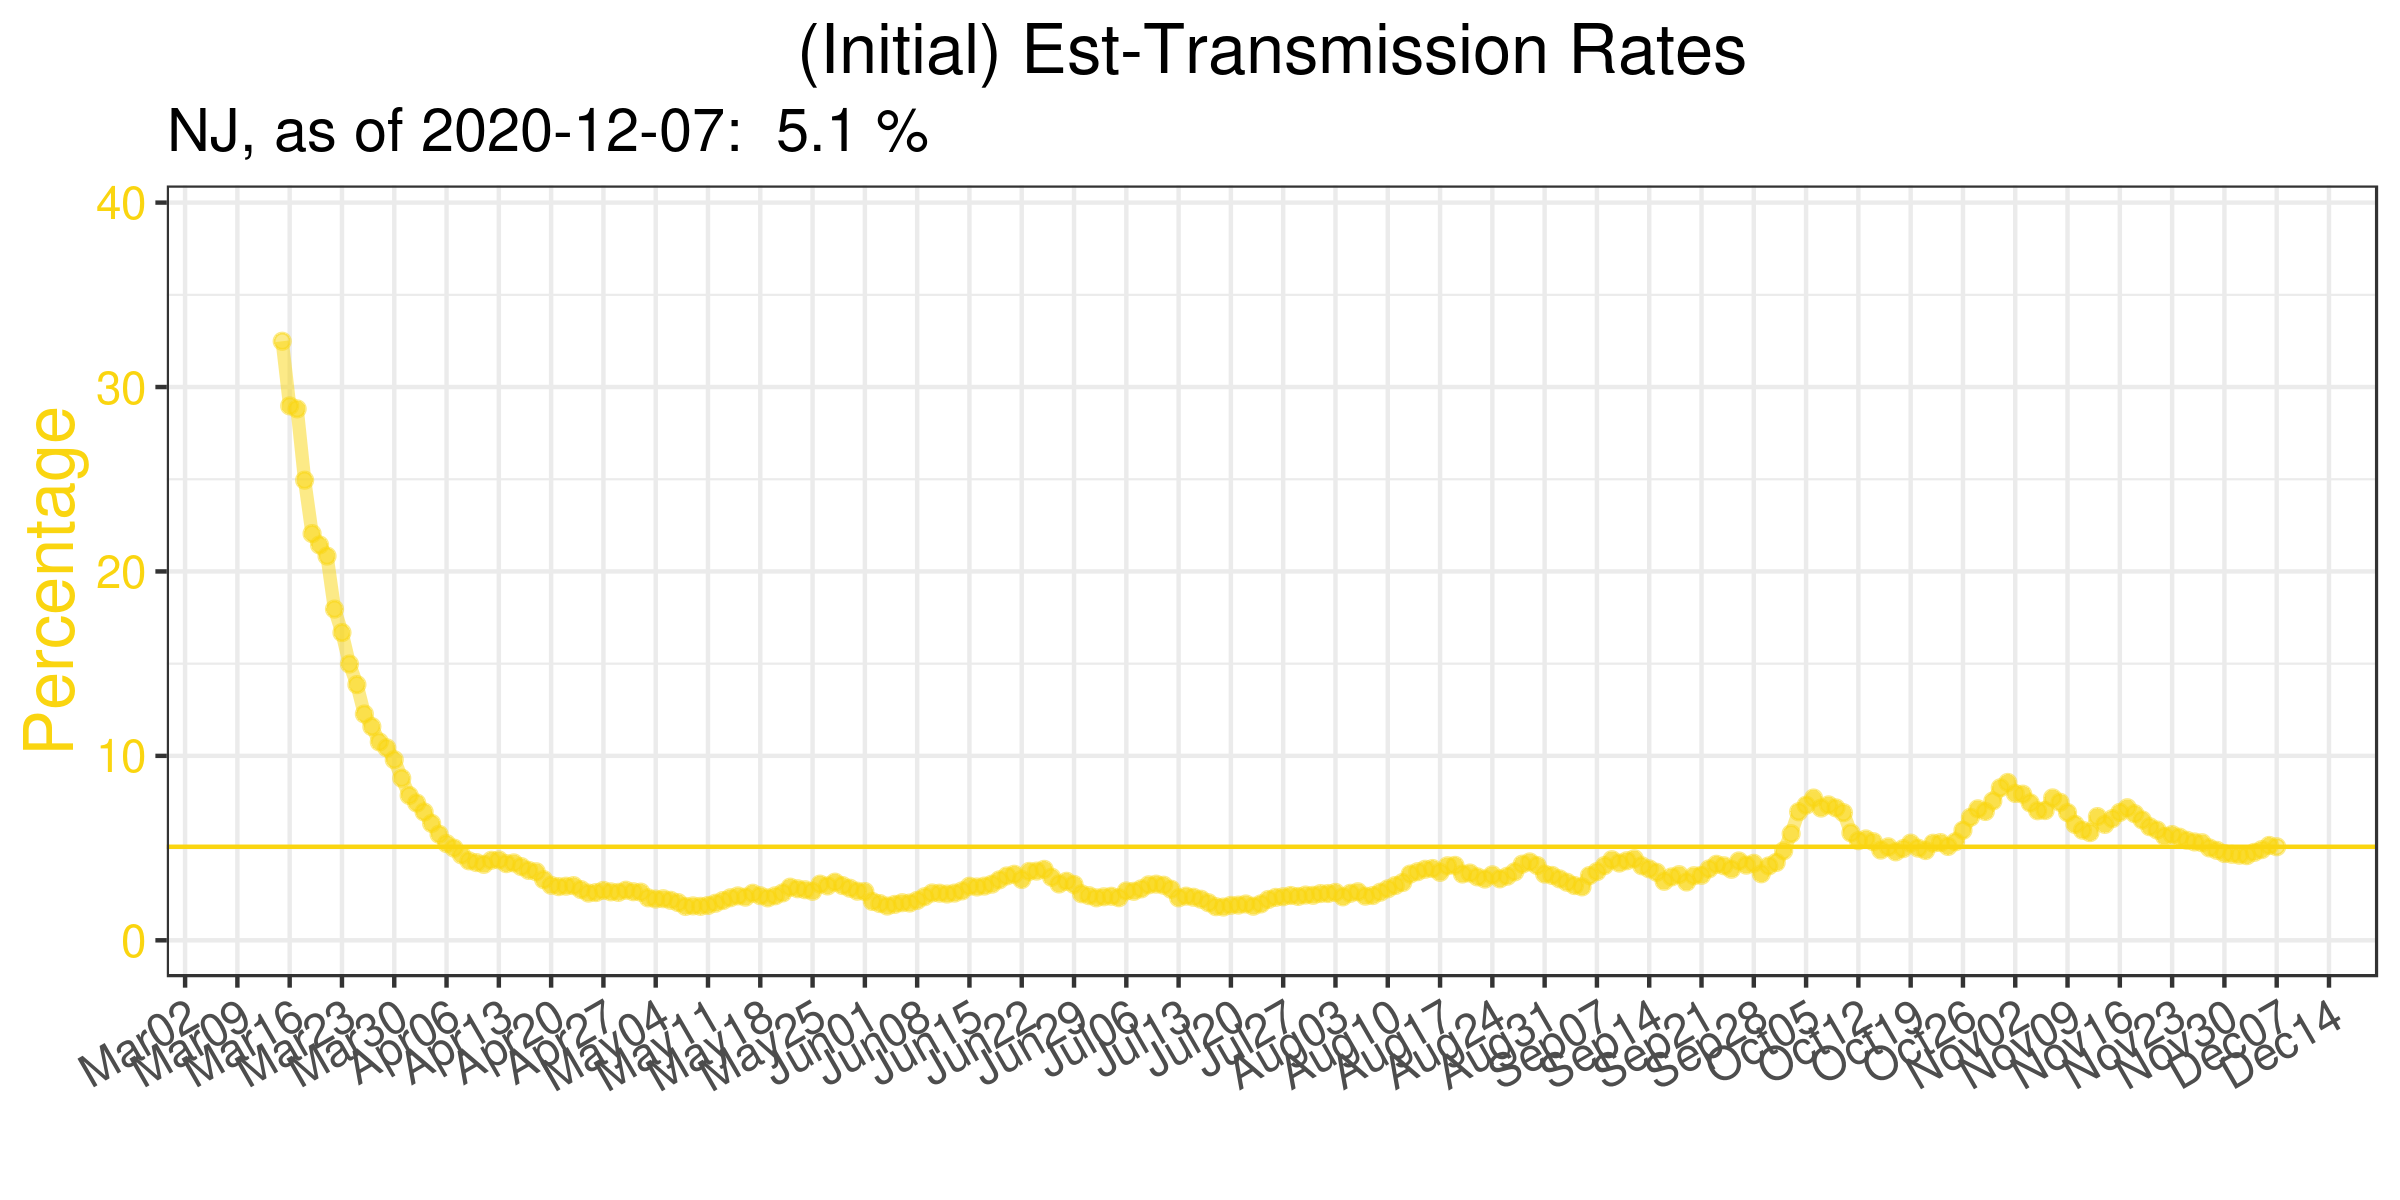 (Initial) Est-Transmission Rates
NJ, as of 2020-12-07:  5.1 %
Percentage
40
30
20
10
0
Mar02
Mar09
Mar16
Mar23
Mar30
Apr06
Apr13
Apr20
Apr27
May04
May11
May18
May25
Jun01
Jun08
Jun15
Jun22
Jun29
Jul06
Jul13
Jul20
Jul27
Aug03
Aug10
Aug17
Aug24
Aug31
Sep07
Sep14
Sep21
Sep28
Oct05
Oct12
Oct19
Oct26
Nov02
Nov09
Nov16
Nov23
Nov30
Dec07
Dec14